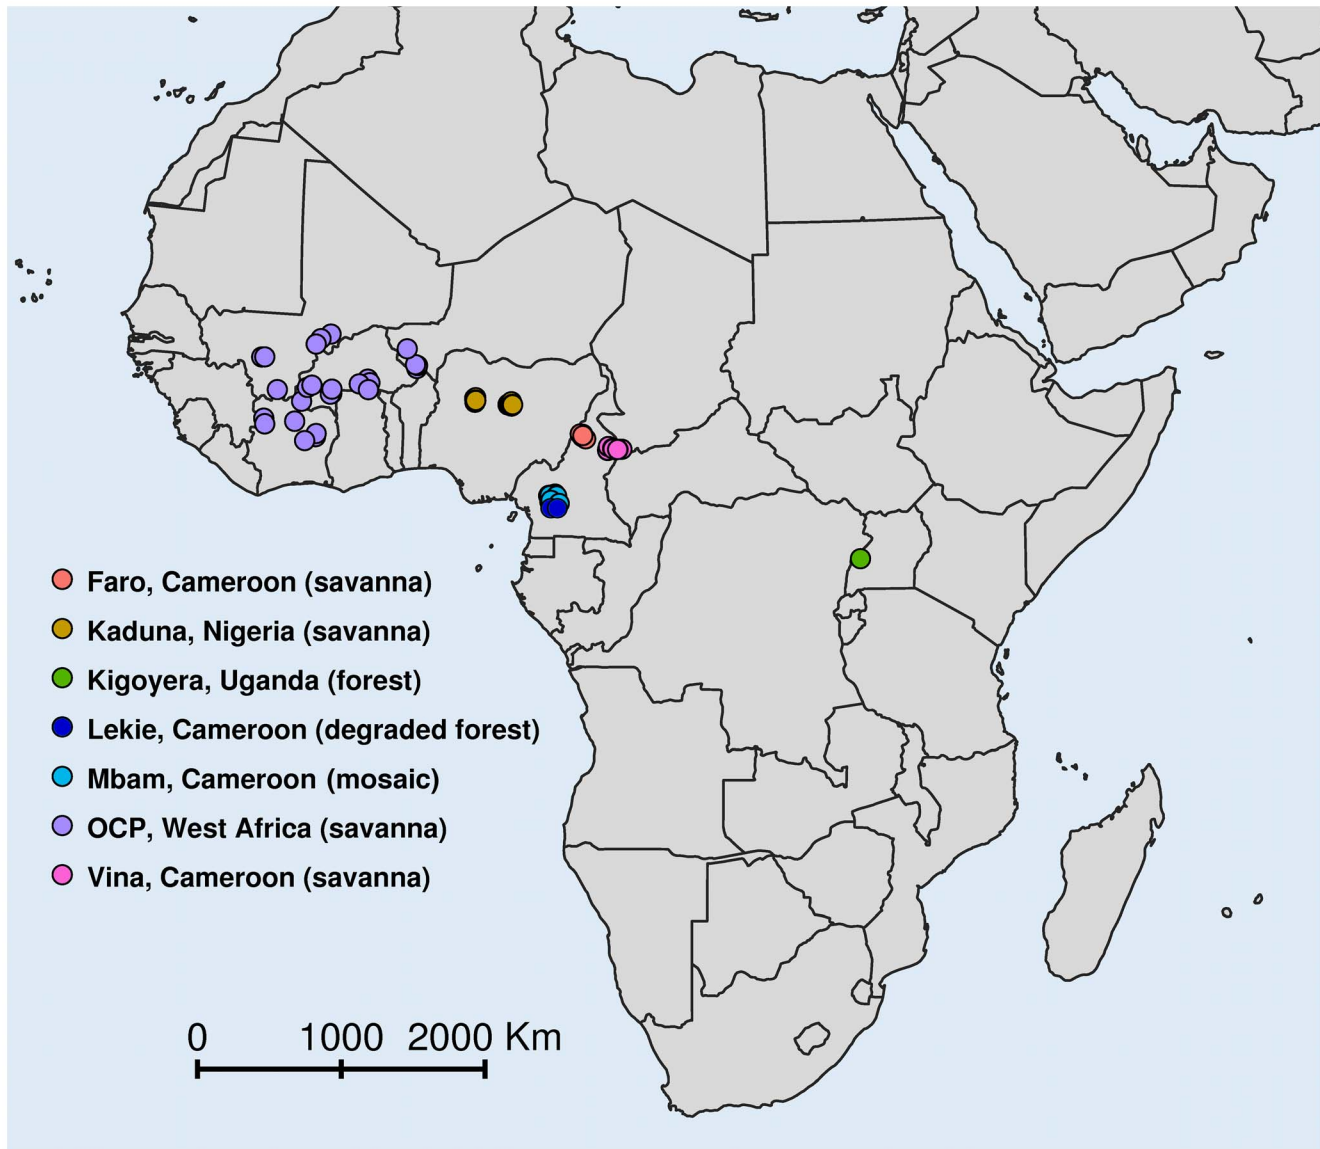 Faro, Cameroon (savanna)
Kaduna, Nigeria (savanna)
Kigoyera, Uganda (forest)
Lekie, Cameroon (degraded forest)
Mbam, Cameroon (mosaic)
OCP, West Africa (savanna)
Vina, Cameroon (savanna)
0 1000 2000 Km